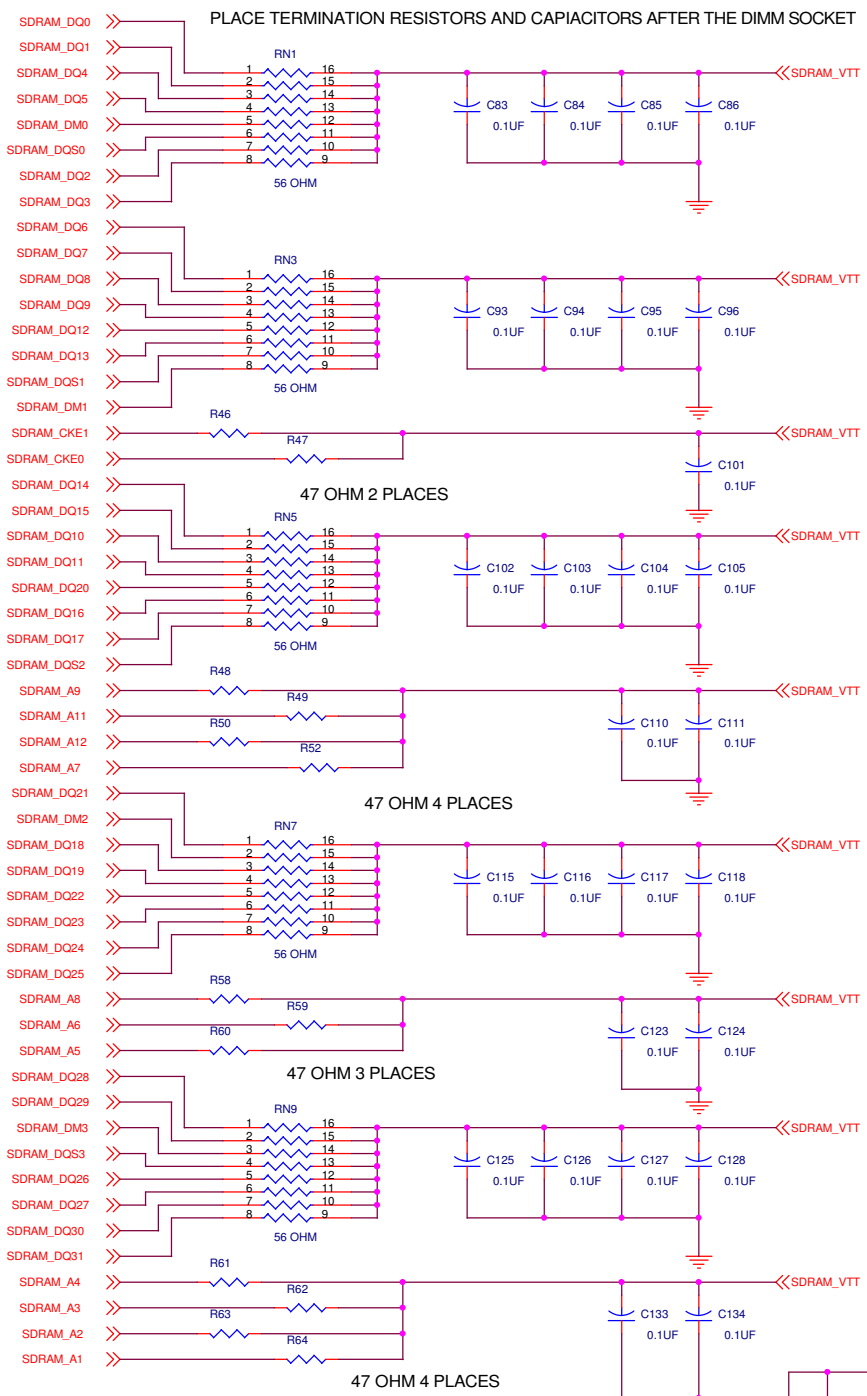 PLACE TERMINATION RESISTORS AND CAPIACITORS AFTER THE DIMM SOCKET
SDRAM_DQ0
SDRAM_DQ1
SDRAM_DQ4
SDRAM_DQ5
SDRAM_DM0
SDRAM_DQS0
SDRAM_DQ2
SDRAM_DQ3
RN1
1 16
2 15
3 14
4 13
5 12
6 11
7 10
8 9
56 OHM
C83 C84 C85 C86
0.1UF 0.1UF 0.1UF 0.1UF
SDRAM_VTT
SDRAM_DQ6
SDRAM_DQ7
SDRAM_DQ8
SDRAM_DQ9
SDRAM_DQ12
SDRAM_DQ13
SDRAM_DQS1
SDRAM_DM1
RN3
1 16
2 15
3 14
4 13
5 12
6 11
7 10
8 9
56 OHM
C93 C94 C95 C96
0.1UF 0.1UF 0.1UF 0.1UF
SDRAM_VTT
SDRAM_CKE1
SDRAM_CKE0
R46
R47
47 OHM 2 PLACES
C101
0.1UF
SDRAM_VTT
SDRAM_DQ14
SDRAM_DQ15
SDRAM_DQ10
SDRAM_DQ11
SDRAM_DQ20
SDRAM_DQ16
SDRAM_DQ17
SDRAM_DQS2
RN5
1 16
2 15
3 14
4 13
5 12
6 11
7 10
8 9
56 OHM
C102 C103 C104 C105
0.1UF 0.1UF 0.1UF 0.1UF
SDRAM_VTT
SDRAM_A9
SDRAM_A11
SDRAM_A12
SDRAM_A7
R48
R49
R50
R52
47 OHM 4 PLACES
C110 C111
0.1UF 0.1UF
SDRAM_VTT
SDRAM_DQ21
SDRAM_DM2
SDRAM_DQ18
SDRAM_DQ19
SDRAM_DQ22
SDRAM_DQ23
SDRAM_DQ24
SDRAM_DQ25
RN7
1 16
2 15
3 14
4 13
5 12
6 11
7 10
8 9
56 OHM
C115 C116 C117 C118
0.1UF 0.1UF 0.1UF 0.1UF
SDRAM_VTT
SDRAM_A8
SDRAM_A6
SDRAM_A5
R58
R59
R60
47 OHM 3 PLACES
C123 C124
0.1UF 0.1UF
SDRAM_VTT
SDRAM_DQ28
SDRAM_DQ29
SDRAM_DM3
SDRAM_DQS3
SDRAM_DQ26
SDRAM_DQ27
SDRAM_DQ30
SDRAM_DQ31
RN9
1 16
2 15
3 14
4 13
5 12
6 11
7 10
8 9
56 OHM
C125 C126 C127 C128
0.1UF 0.1UF 0.1UF 0.1UF
SDRAM_VTT
SDRAM_A4
SDRAM_A3
SDRAM_A2
SDRAM_A1
R61
R62
R63
R64
47 OHM 4 PLACES
C133 C134
0.1UF 0.1UF
SDRAM_VTT